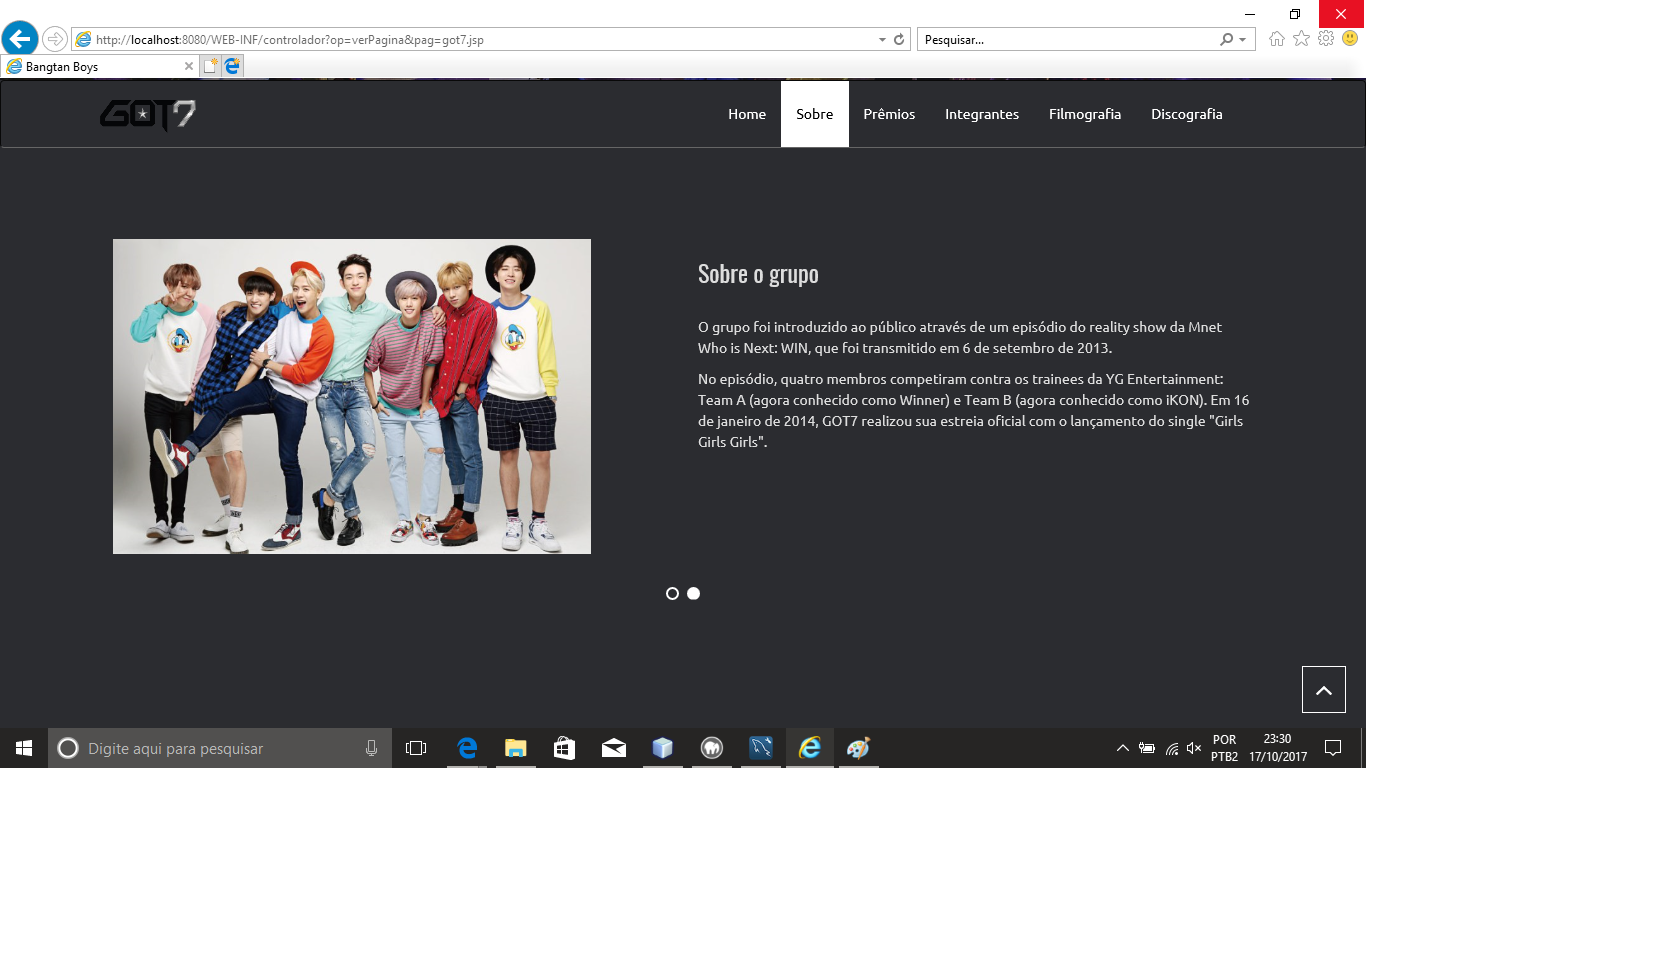 http://localhost:8080/WEB-INF/controlador?op=verPagina&pag=got7.jsp
Pesquisar...
Bangtan Boys
GOT7
Home Sobre Prêmios Integrantes Filmografia Discografia
Sobre o grupo
O grupo foi introduzido ao público através de um episódio do reality show da Mnet
Who is Next: WIN, que foi transmitido em 6 de setembro de 2013.
No episódio, quatro membros competiram contra os trainees da YG Entertainment:
Team A (agora conhecido como Winner) e Team B (agora conhecido como iKON). Em 16
de janeiro de 2014, GOT7 realizou sua estreia oficial com o lançamento do single "Girls
Girls Girls".
Digite aqui para pesquisar
POR
PTB2
23:30
17/10/2017